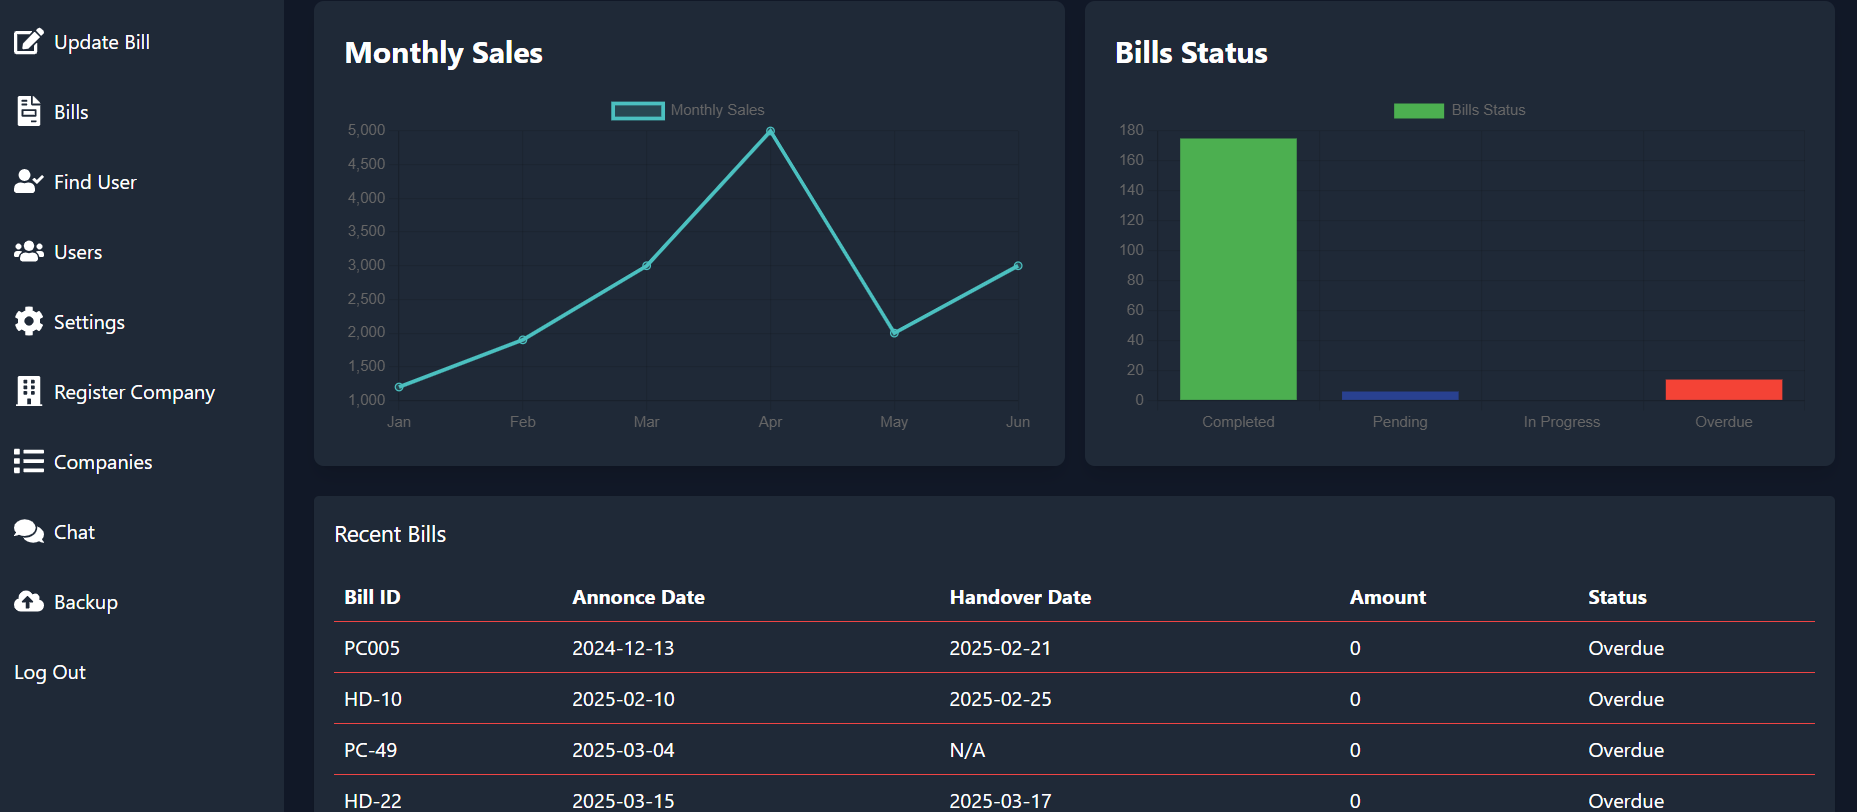 Update Bill
Bills
Find User
Users
Settings
Register Company
Companies
Chat
Backup
Log Out
Monthly Sales
Monthly Sales
5,000
4,500
4,000
3,500
3,000
2,500
2,000
1,500
1,000
Jan Feb Mar Apr May Jun
Bills Status
Bills Status
180
160
140
120
100
80
60
40
20
0
Completed Pending In Progress Overdue
Recent Bills
Bill ID Annonce Date Handover Date Amount Status
PC005 2024-12-13 2025-02-21 0 Overdue
HD-10 2025-02-10 2025-02-25 0 Overdue
PC-49 2025-03-04 N/A 0 Overdue
HD-22 2025-03-15 2025-03-17 0 Overdue